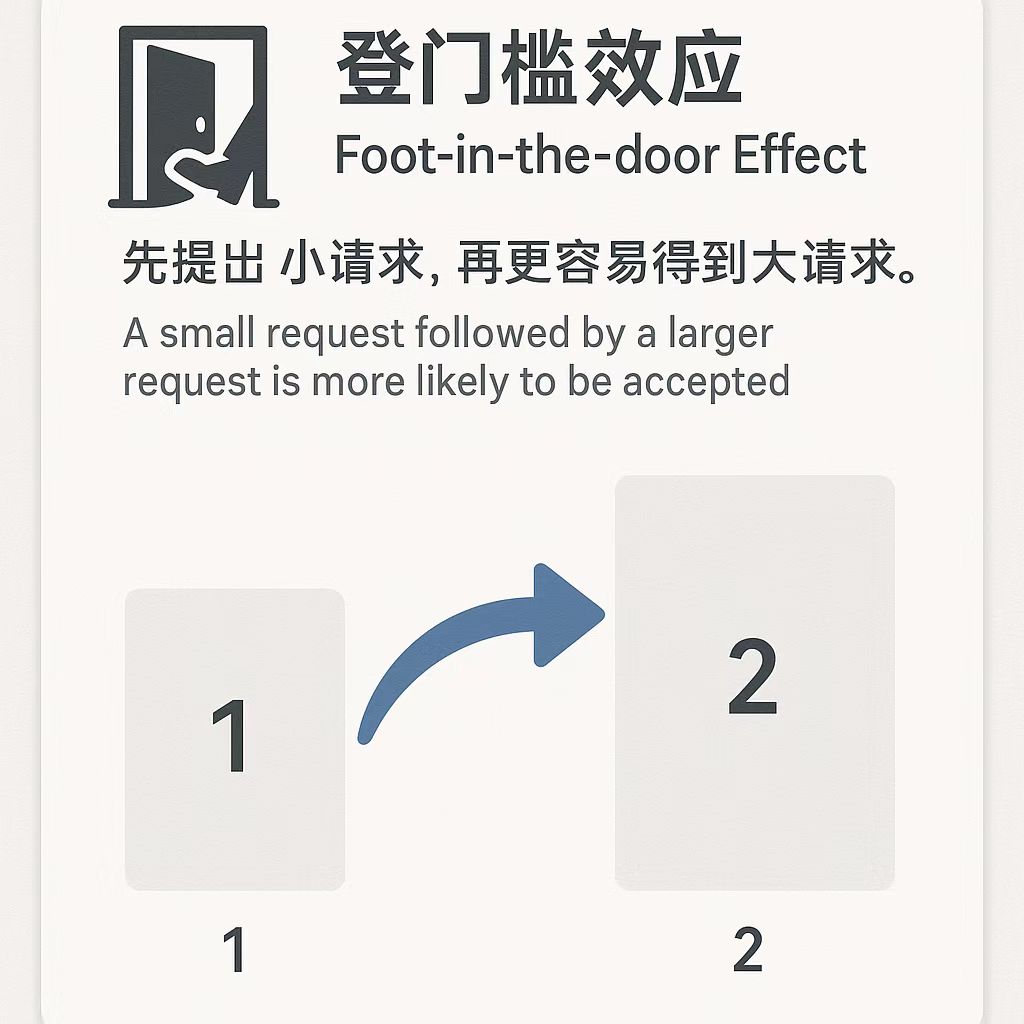 登门槛效应
Foot-in-the-door Effect
先提出 小请求, 再更容易得到大请求。
A small request followed by a larger
request is more likely to be accepted
1
2
1
2